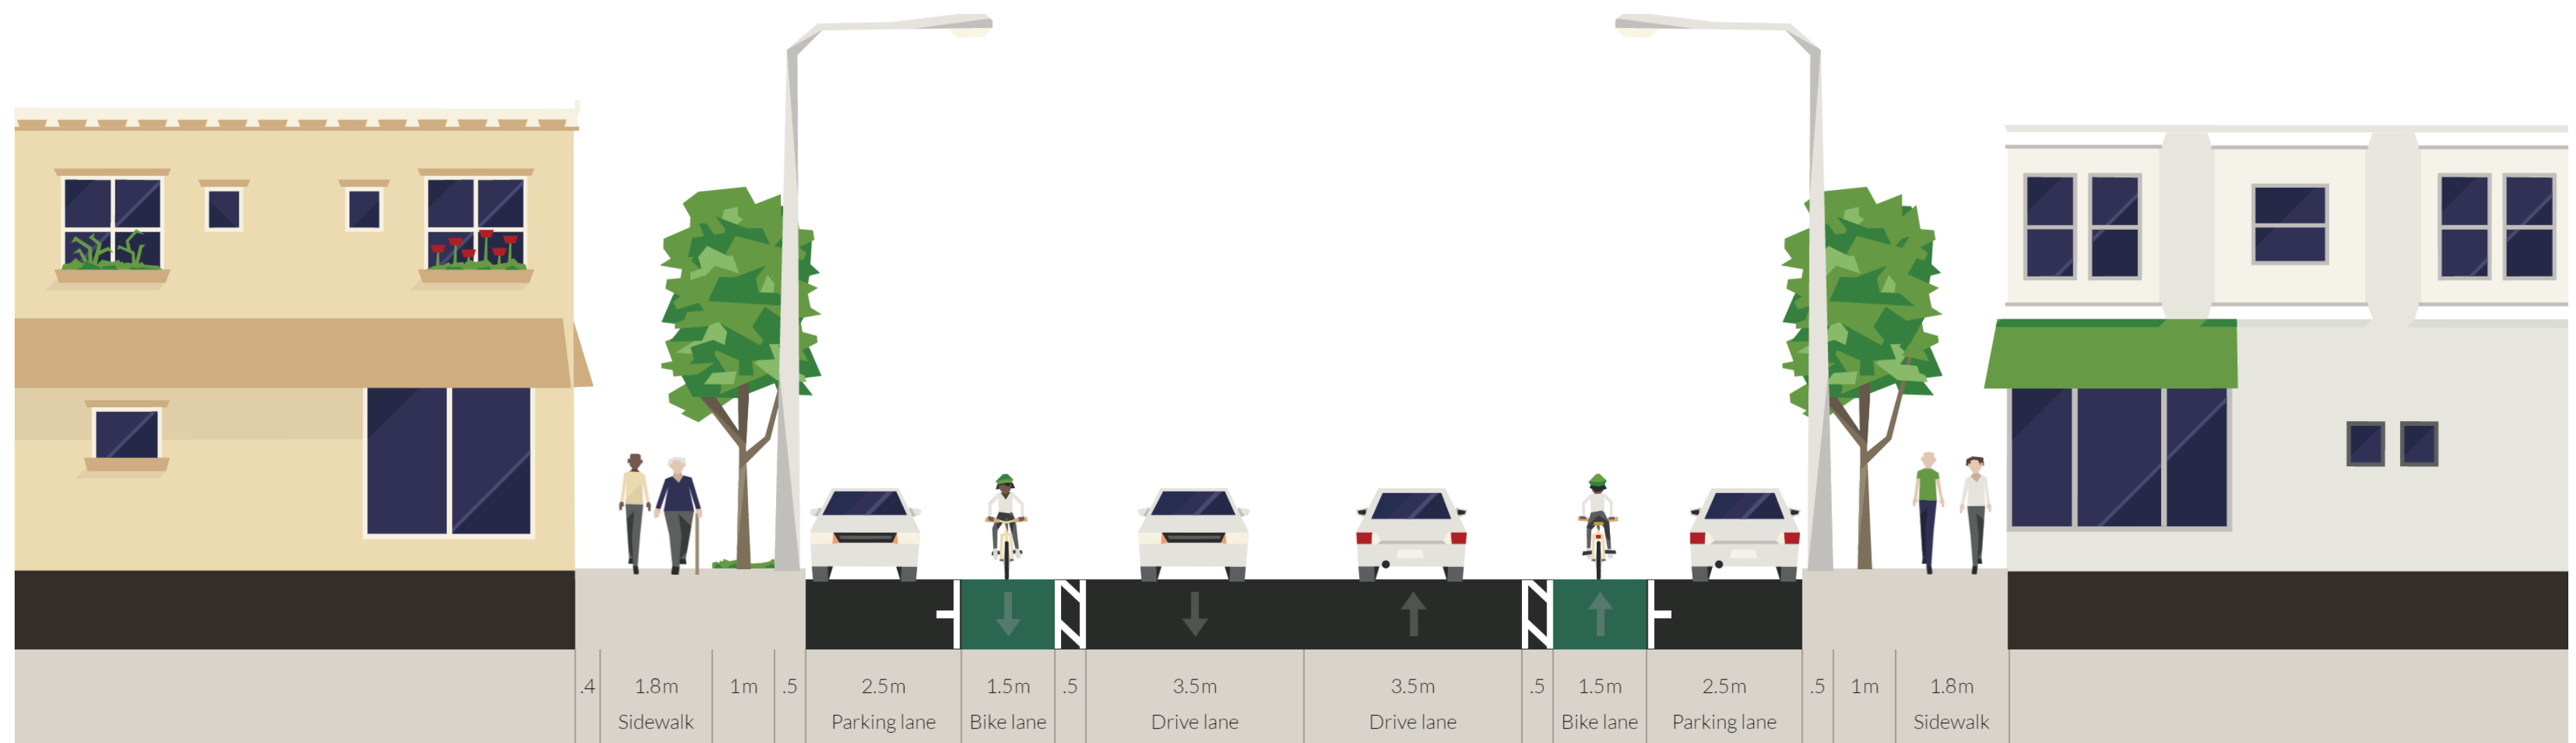 .4 1.8m 1m .5 2.5m 1.5m .5 3.5m 3.5m .5 1.5m 2.5m .5 1m 1.8m
Sidewalk Parking lane Bike lane Drive lane Drive lane Bike lane Parking lane Sidewalk